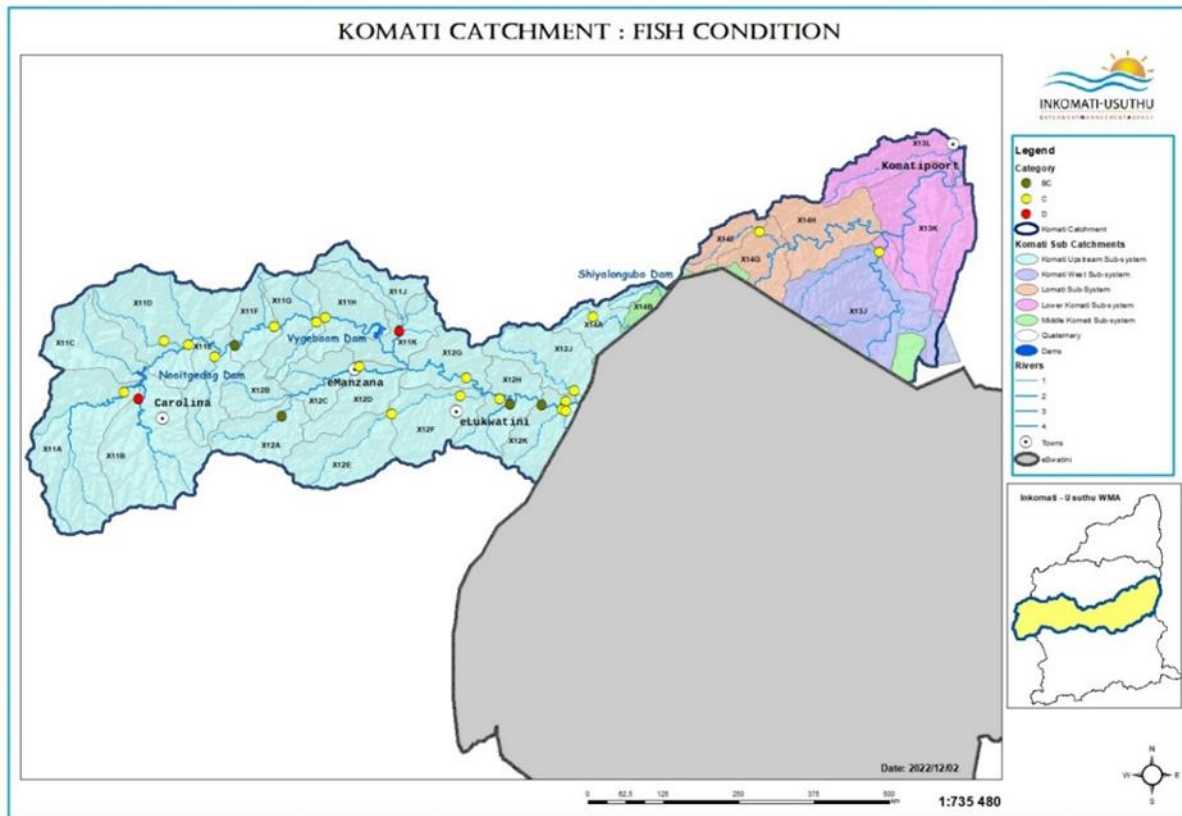 KOMATI CATCHMENT : FISH CONDITION
INKOMATI-USUTHU
CATCHMENT MANAGEMENT AGENCY
Legend
Category
BC
C
D
Komati Catchment
Komati Sub Catchments
Komati Upstream Sub-system
Komati West Sub-system
Lomati Sub-System
Lower Komati Sub-system
Middle Komati Sub-system
Quaternary
Dams
Rivers
1
2
3
4
Towns
eSwatini
Inkomati - Usuthu WMA
X13L
Komatipoort
X14H
X13K
X14G
Shiyalongubo Dam
X14B
X13J
X14A
X11D
X11G
X11H
X11J
X11F
X11C
X11E
Vygeboom Dam
X11K
X12G
X12J
Nooitgedag Dam
eManzana
X12H
X12B
X12C
X12D
Carolina
eLukwatini
X12F
X12K
X12A
X11A
X11B
X12E
Date: 2022/12/02
0 62,5 125 250 375 500
km
1:735 480
N
W E
S